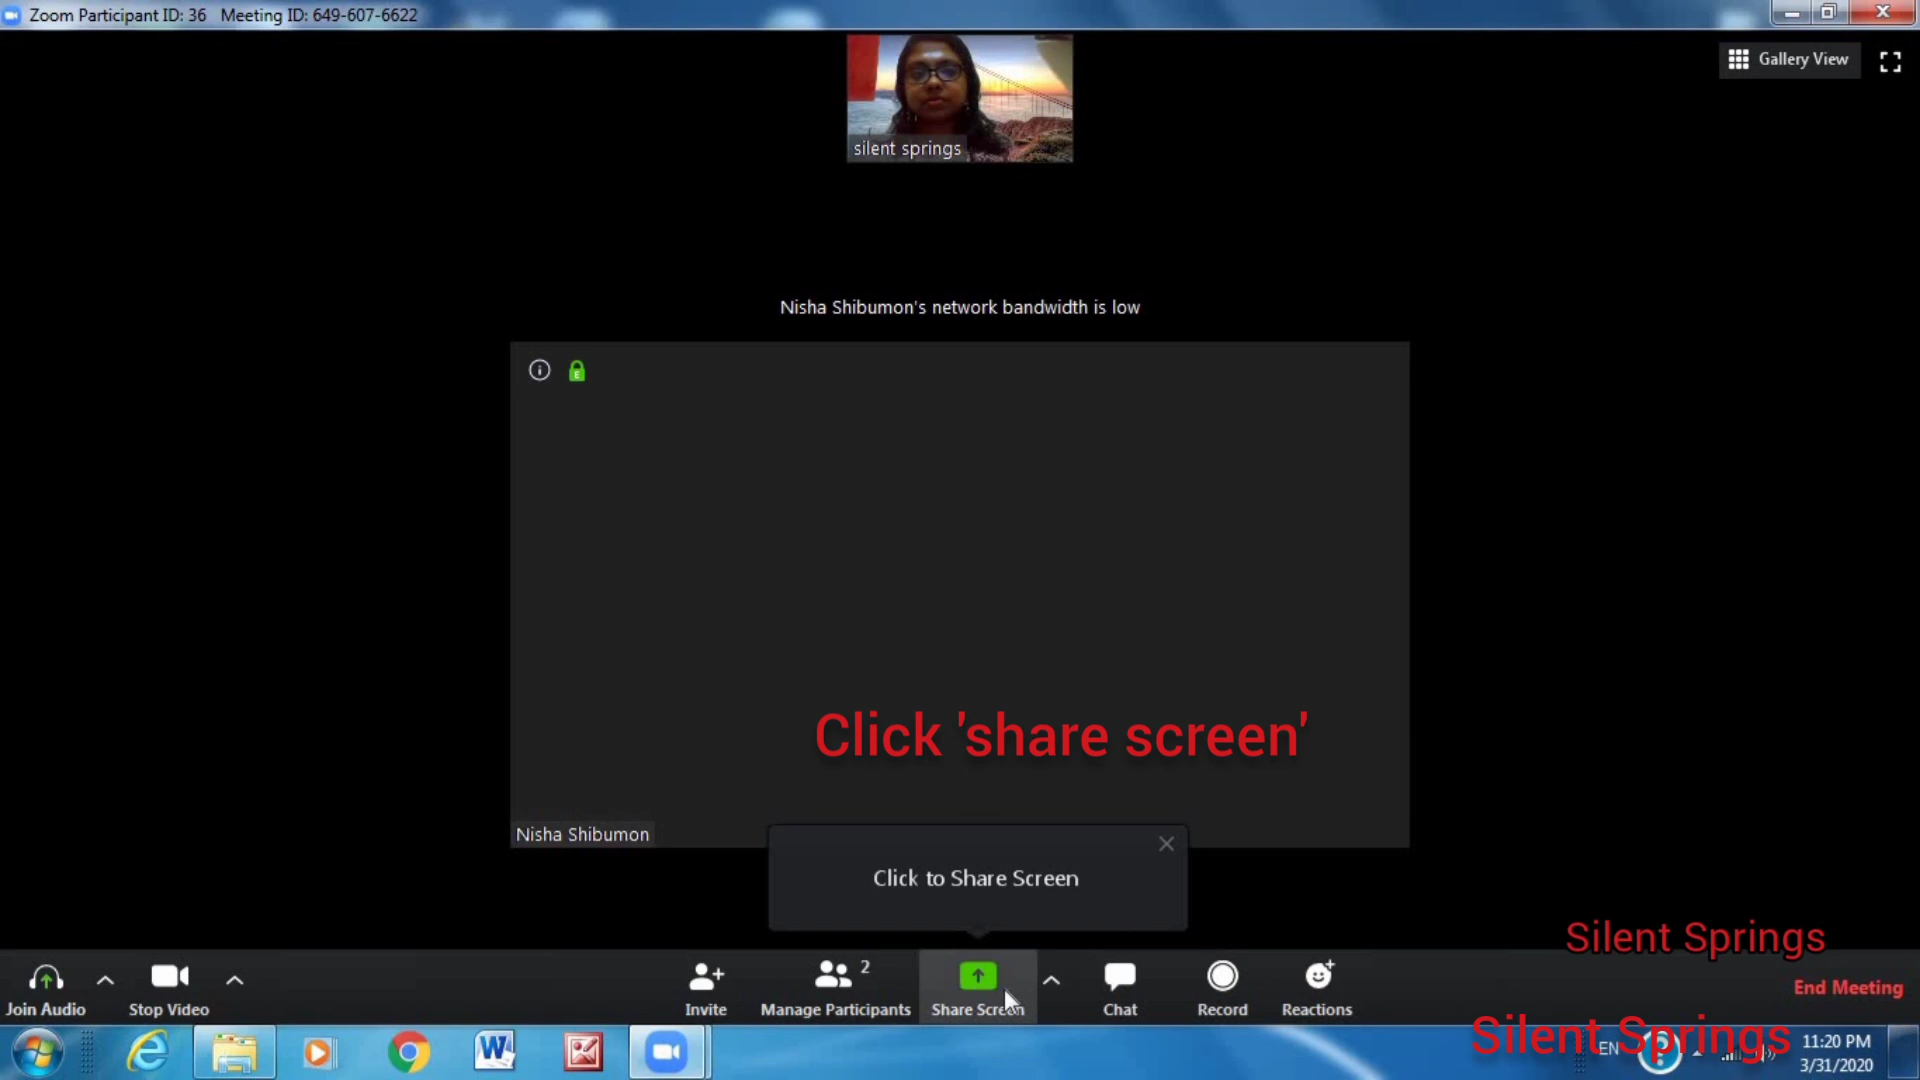 Zoom Participant ID: 36 Meeting ID: 649-607-6622
Gallery View
silent springs
Nisha Shibumon's network bandwidth is low
Click 'share screen'
Nisha Shibumon
Click to Share Screen
Silent Springs
2
Join Audio
Stop Video
Invite
Manage Participants
Share Screen
Chat
Record
Reactions
End Meeting
Silent Springs
EN
11:20 PM
3/31/2020